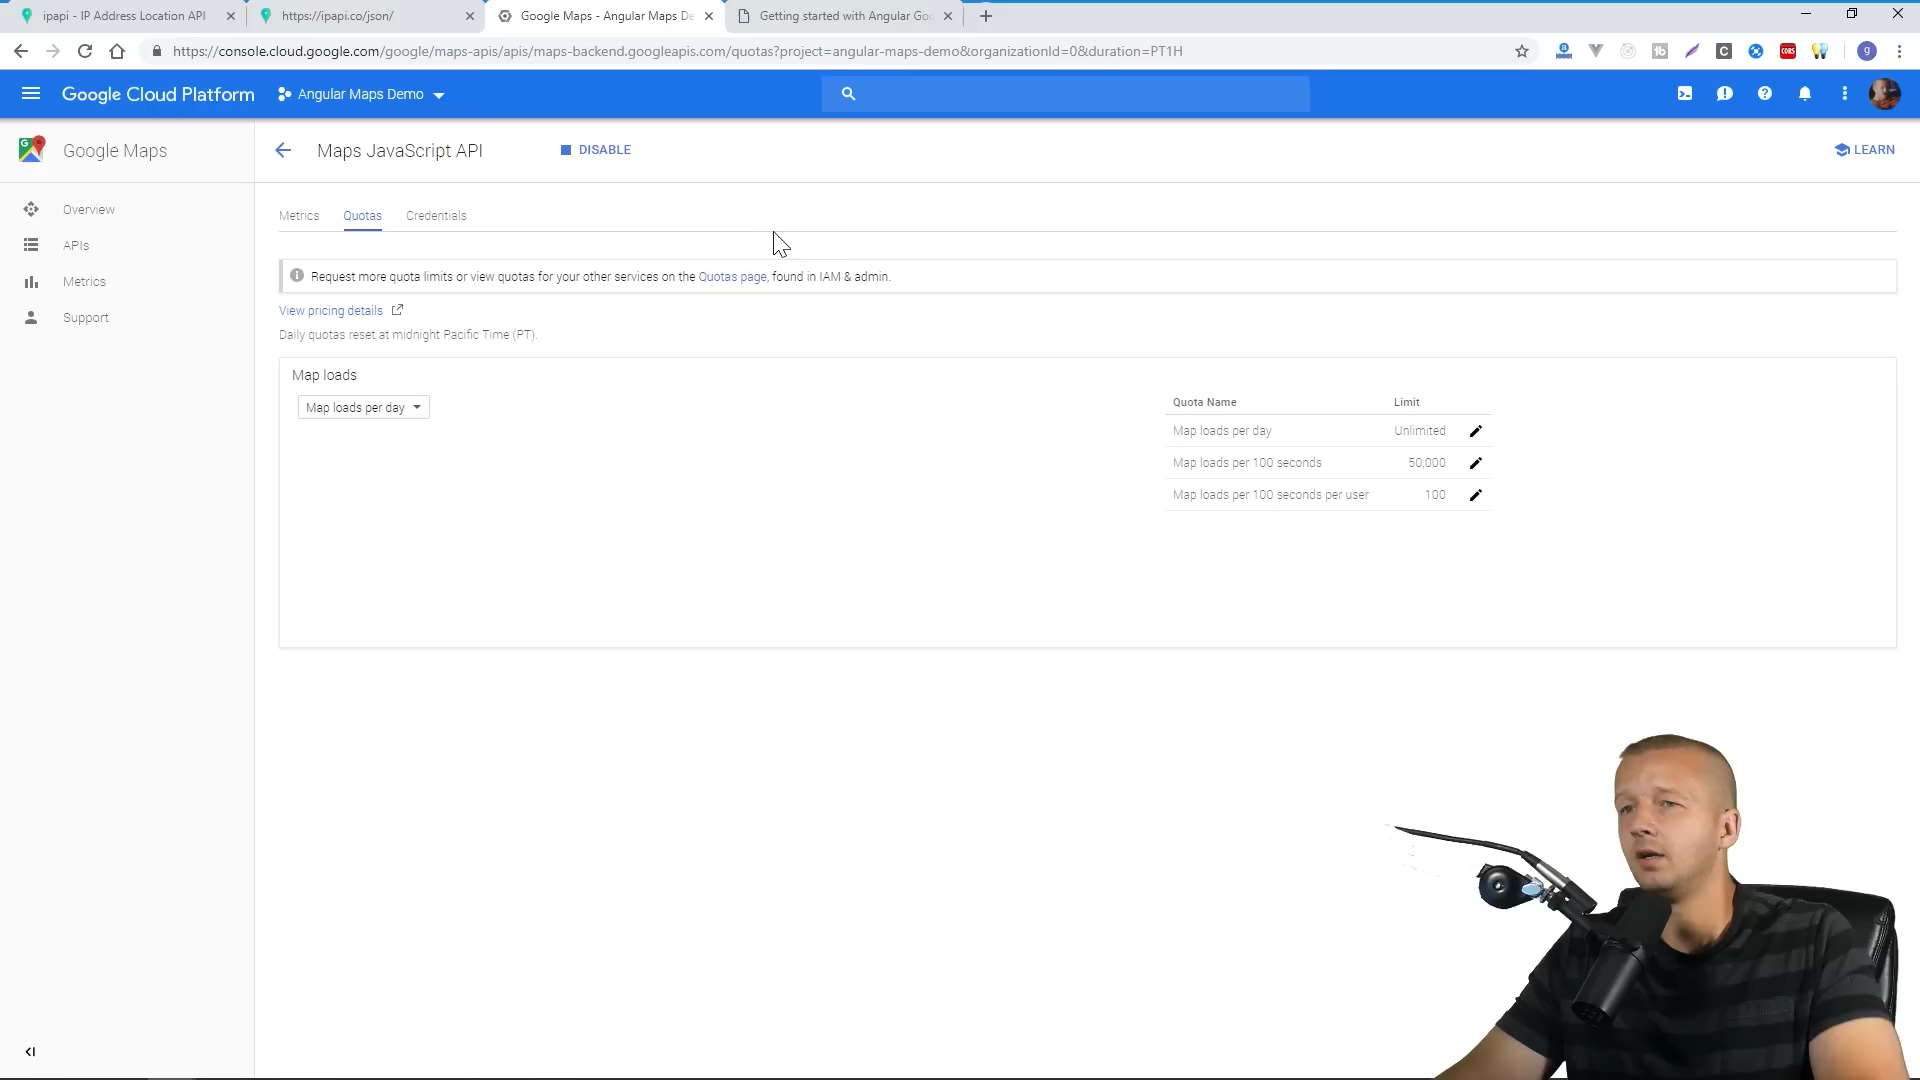 ipapi - IP Address Location API
https://ipapi.co/json/
Google Maps - Angular Maps De
Getting started with Angular Goo
https://console.cloud.google.com/google/maps-apis/apis/maps-backend.googleapis.com/quotas?project=angular-maps-demo&organizationId=0&duration=PT1H
g
Google Cloud Platform
Angular Maps Demo
Google Maps
Maps JavaScript API
DISABLE
LEARN
Overview
APIs
Metrics
Support
Metrics
Quotas
Credentials
Request more quota limits or view quotas for your other services on the Quotas page, found in IAM & admin.
View pricing details
Daily quotas reset at midnight Pacific Time (PT).
Map loads
Map loads per day
Quota Name Limit
Map loads per day Unlimited
Map loads per 100 seconds 50,000
Map loads per 100 seconds per user 100